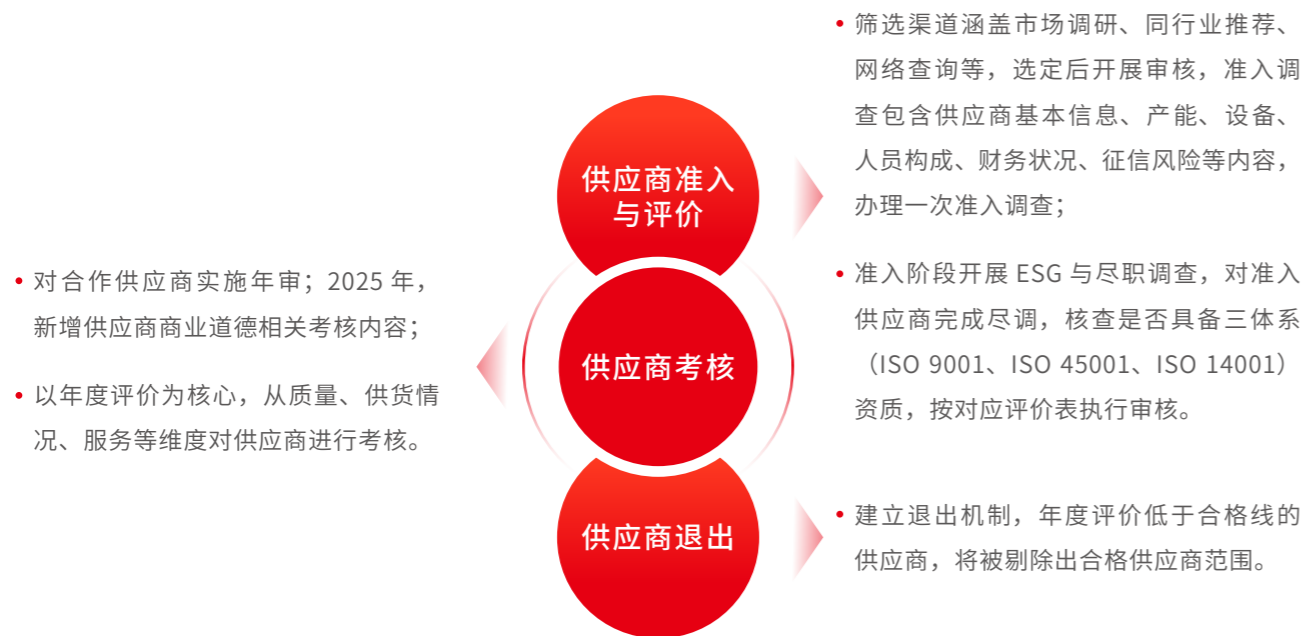 供应商准入
与评价
• 筛选渠道涵盖市场调研、同行业推荐、
网络查询等，选定后开展审核，准入调
查包含供应商基本信息、产能、设备、
人员构成、财务状况、征信风险等内容，
办理一次准入调查；
• 准入阶段开展 ESG 与尽职调查，对准入
供应商完成尽调，核查是否具备三体系
（ISO 9001、ISO 45001、ISO 14001）
资质，按对应评价表执行审核。
供应商考核
• 对合作供应商实施年审；2025 年，
新增供应商商业道德相关考核内容；
• 以年度评价为核心，从质量、供货情
况、服务等维度对供应商进行考核。
供应商退出
• 建立退出机制，年度评价低于合格线的
供应商，将被剔除出合格供应商范围。